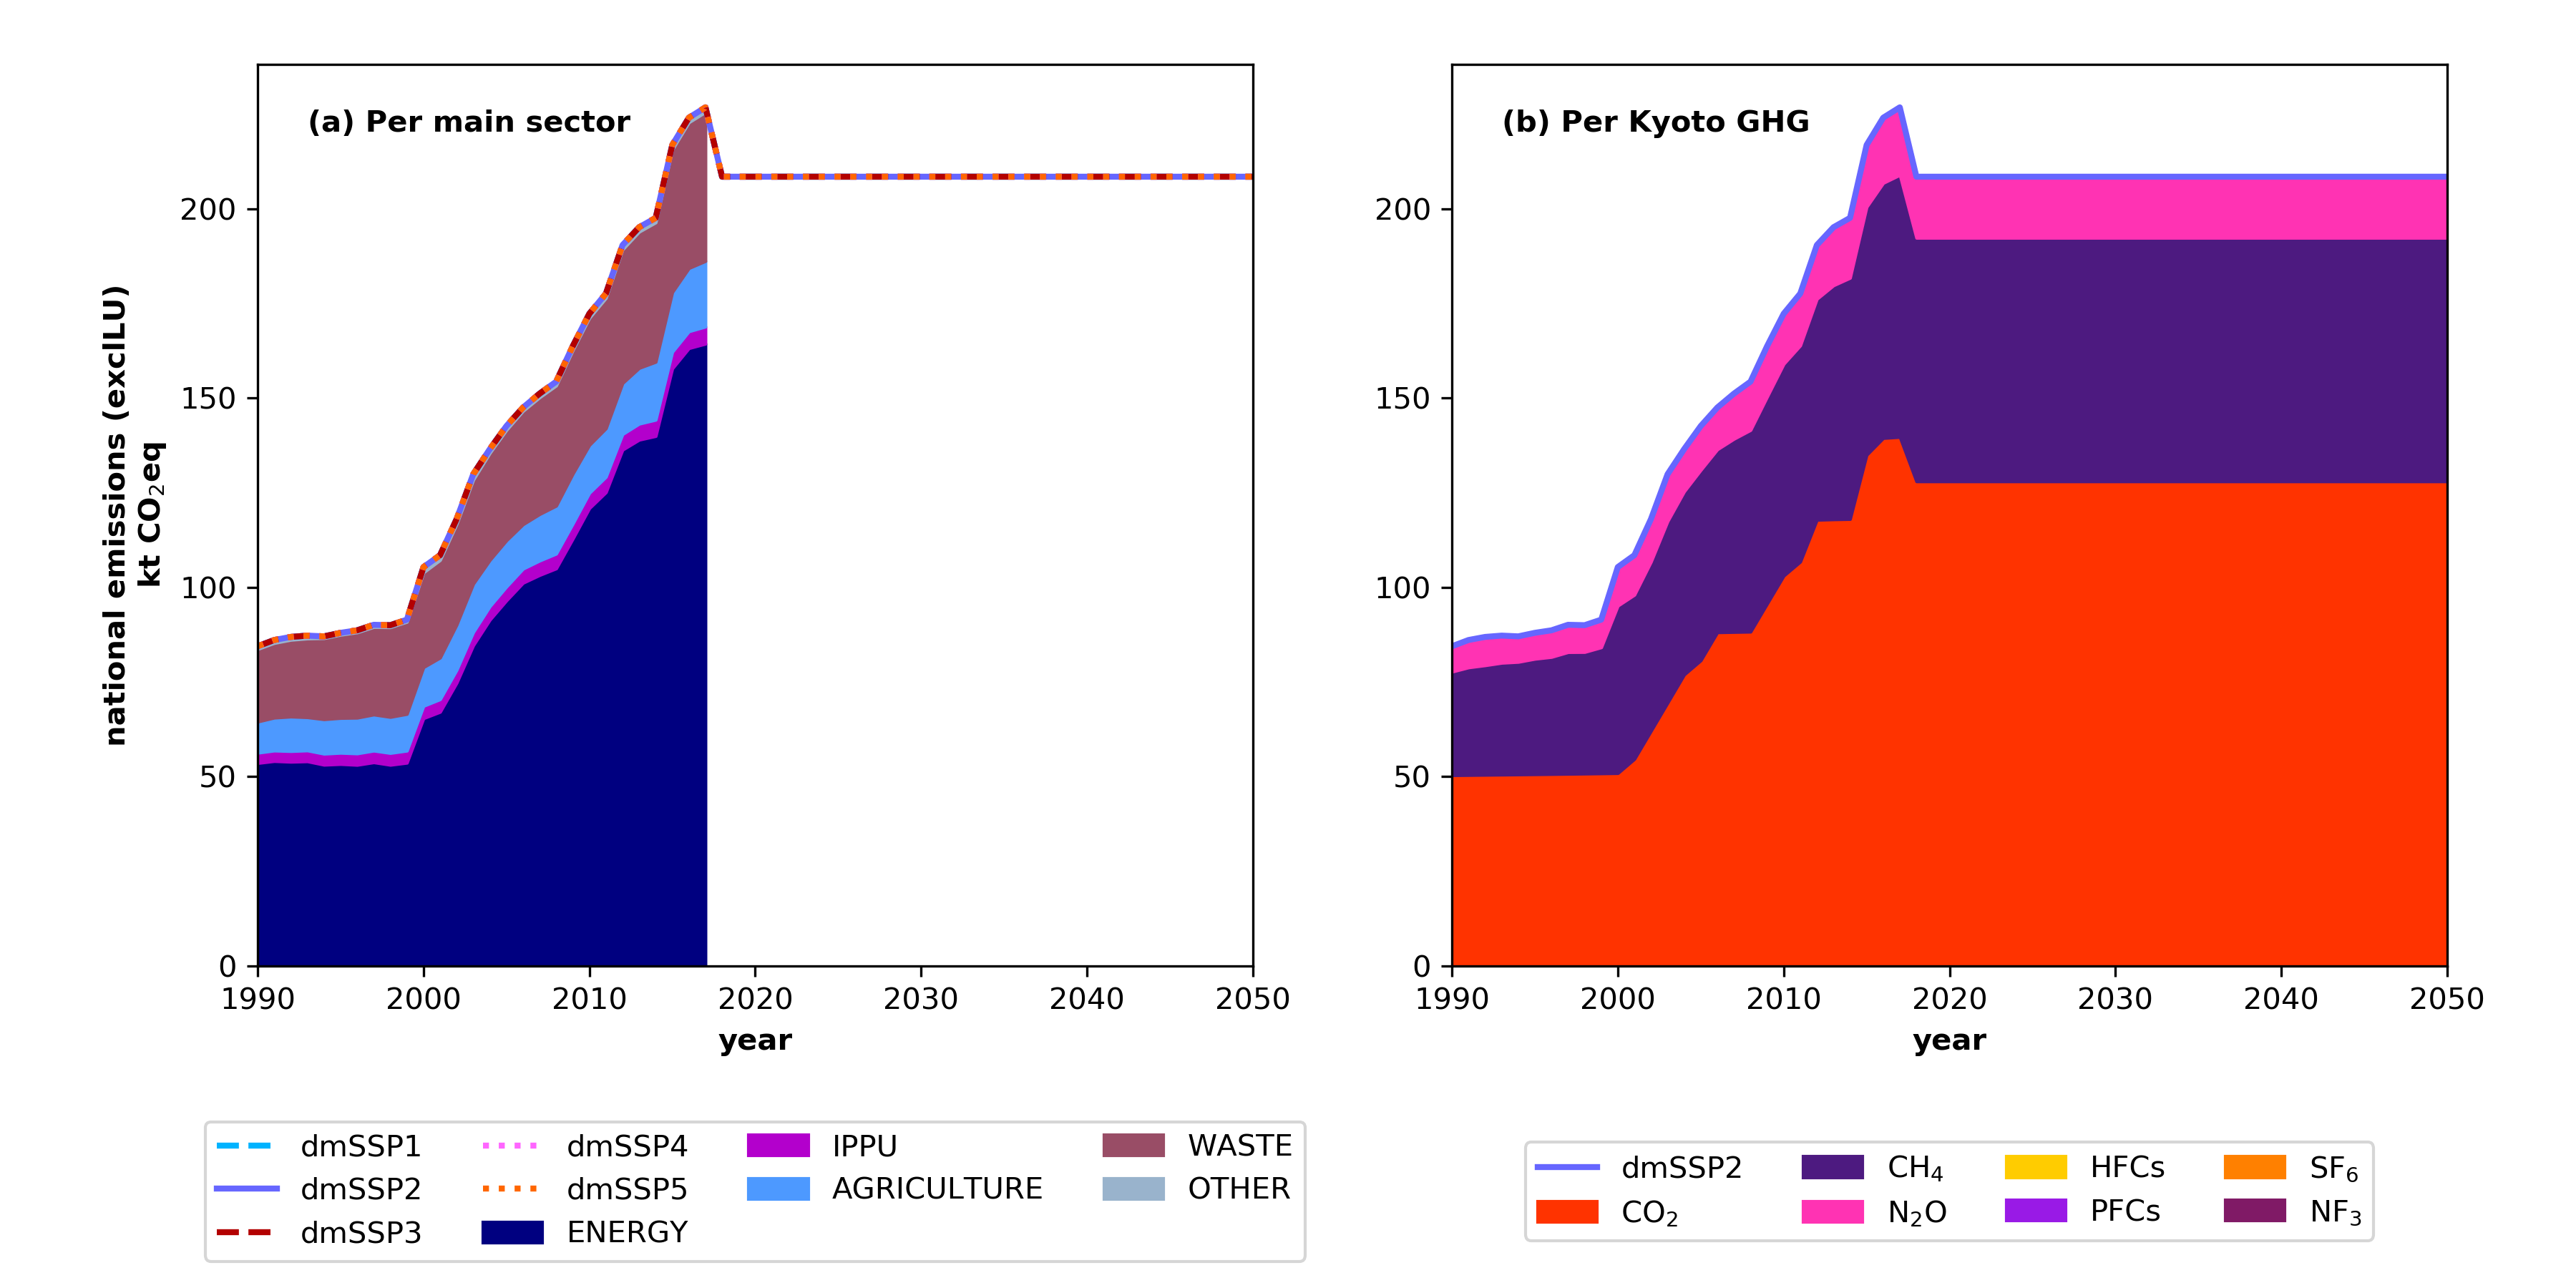 (a) Per main sector
(b) Per Kyoto GHG
national emissions (exclLU)
kt CO₂eq
200
150
100
50
0
1990 2000 2010 2020 2030 2040 2050
year
200
150
100
50
0
1990 2000 2010 2020 2030 2040 2050
year
dmSSP1 dmSSP4 IPPU WASTE
dmSSP2 dmSSP5 AGRICULTURE OTHER
dmSSP3 ENERGY
dmSSP2 CH₄ HFCs SF₆
CO₂ N₂O PFCs NF₃